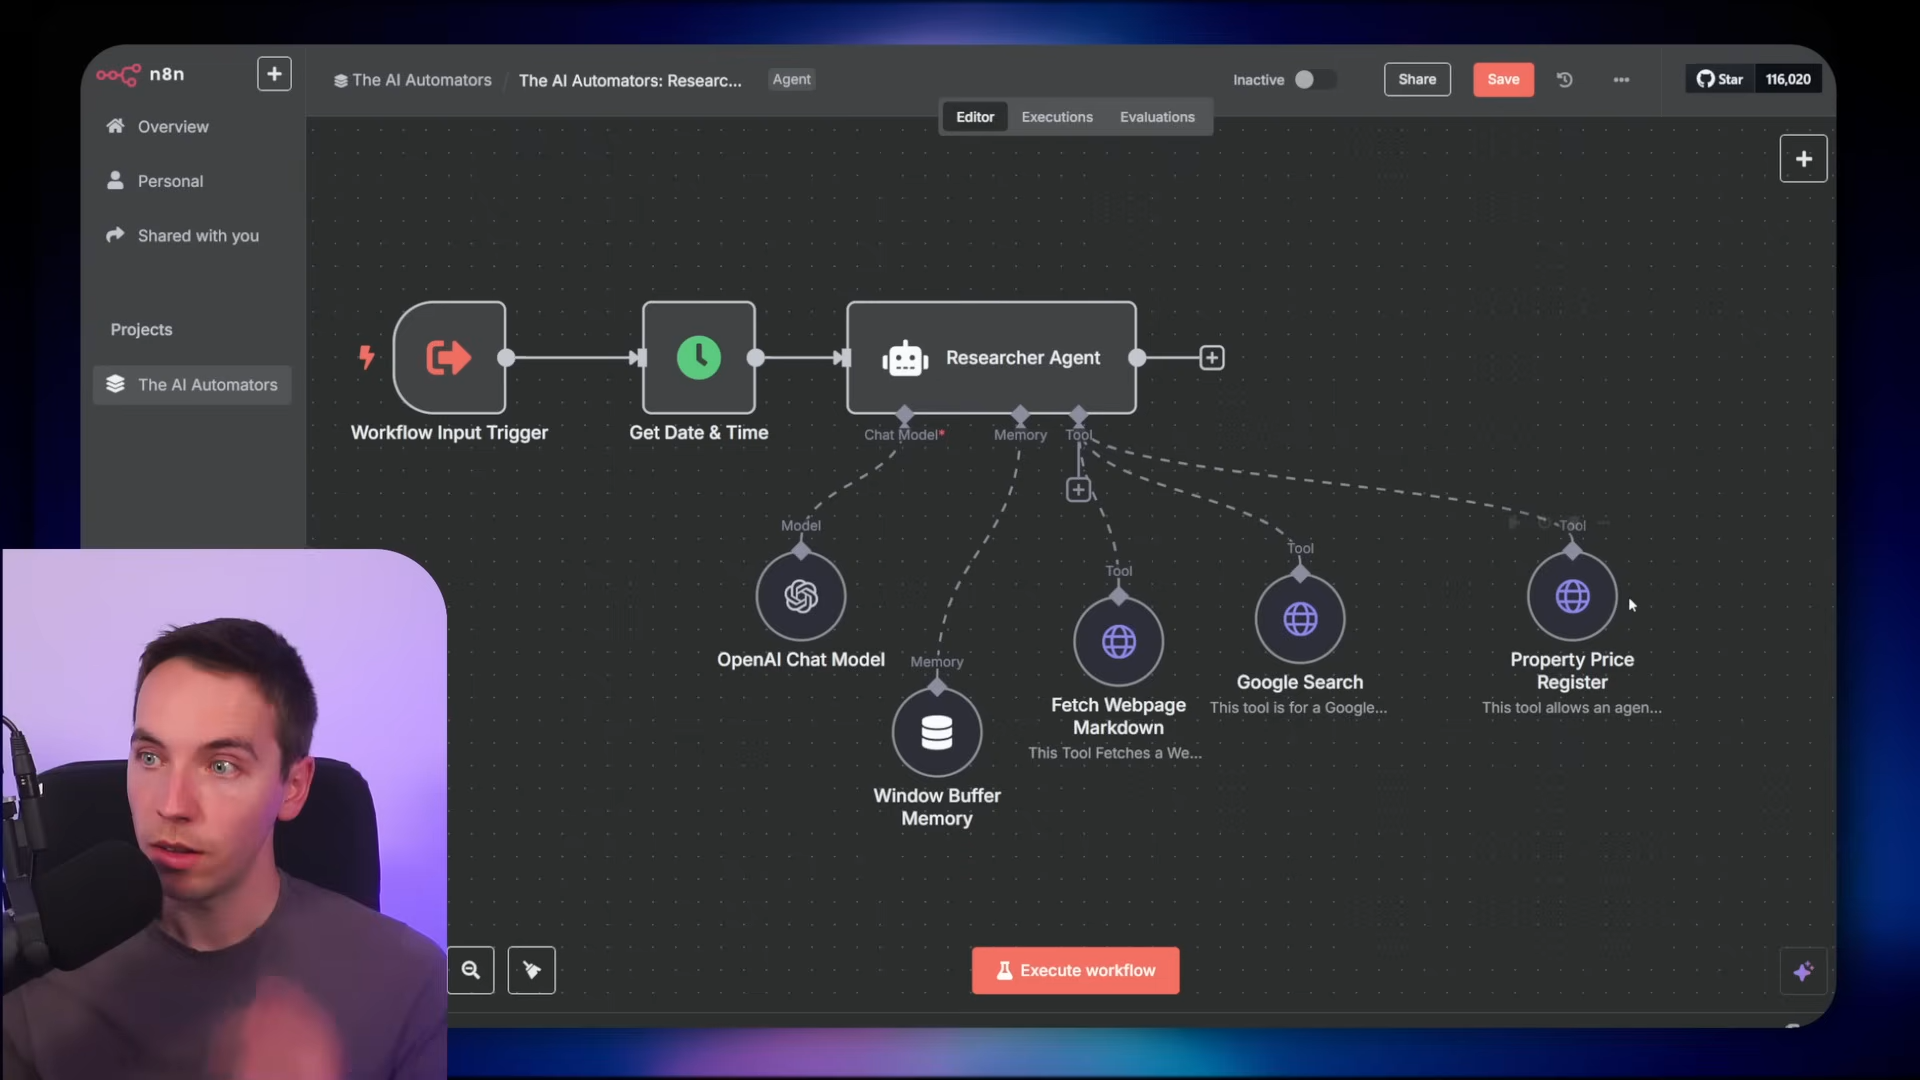 n8n
The AI Automators / The AI Automators: Researc... Agent
Inactive
Share
Save
Star 116,020
Editor Executions Evaluations
Overview
Personal
Shared with you
Projects
The AI Automators
Researcher Agent
Workflow Input Trigger
Get Date & Time
Chat Model*
Memory
Tool
Model
Tool
Tool
Tool
OpenAI Chat Model
Memory
Window Buffer
Memory
Fetch Webpage
Markdown
This Tool Fetches a We...
Google Search
This tool is for a Google...
Property Price
Register
This tool allows an agen...
Execute workflow